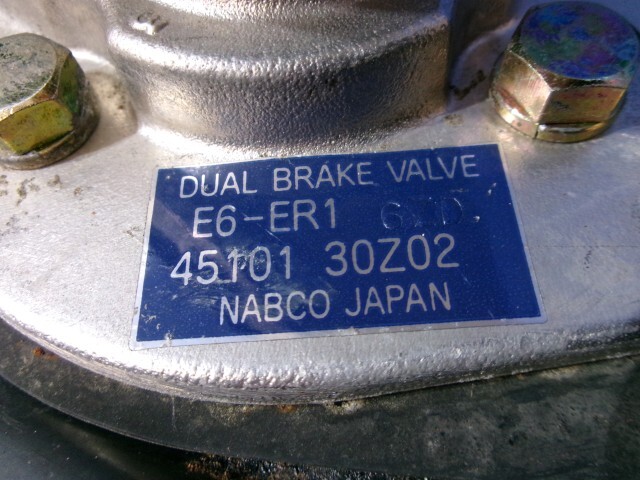 DUAL BRAKE VALVE
E6-ER1
45101 30Z02
NABCO JAPAN